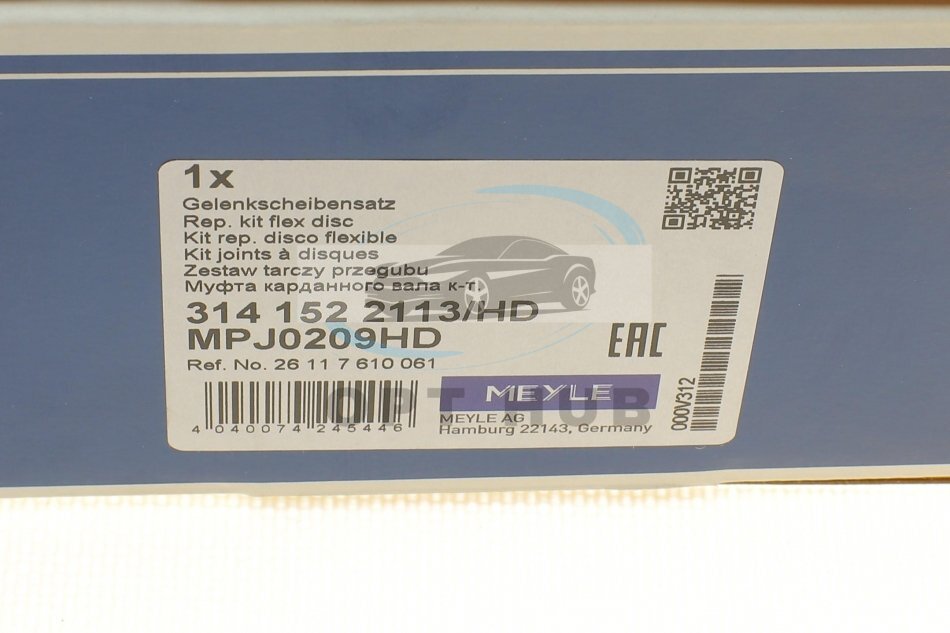 1x
Gelenkscheibensatz
Rep. kit flex disc
Kit rep. disco flexible
Kit joints à disques
Zestaw tarczy przegubu
Муфта карданного вала к-т.
314 152 2113/HD
MPJ0209HD
Ref. No. 26 11 7 610 061
EAC
000V312
MEYLE
OPT HUB
MEYLE AG
Hamburg 22143, Germany
4 040074 245446